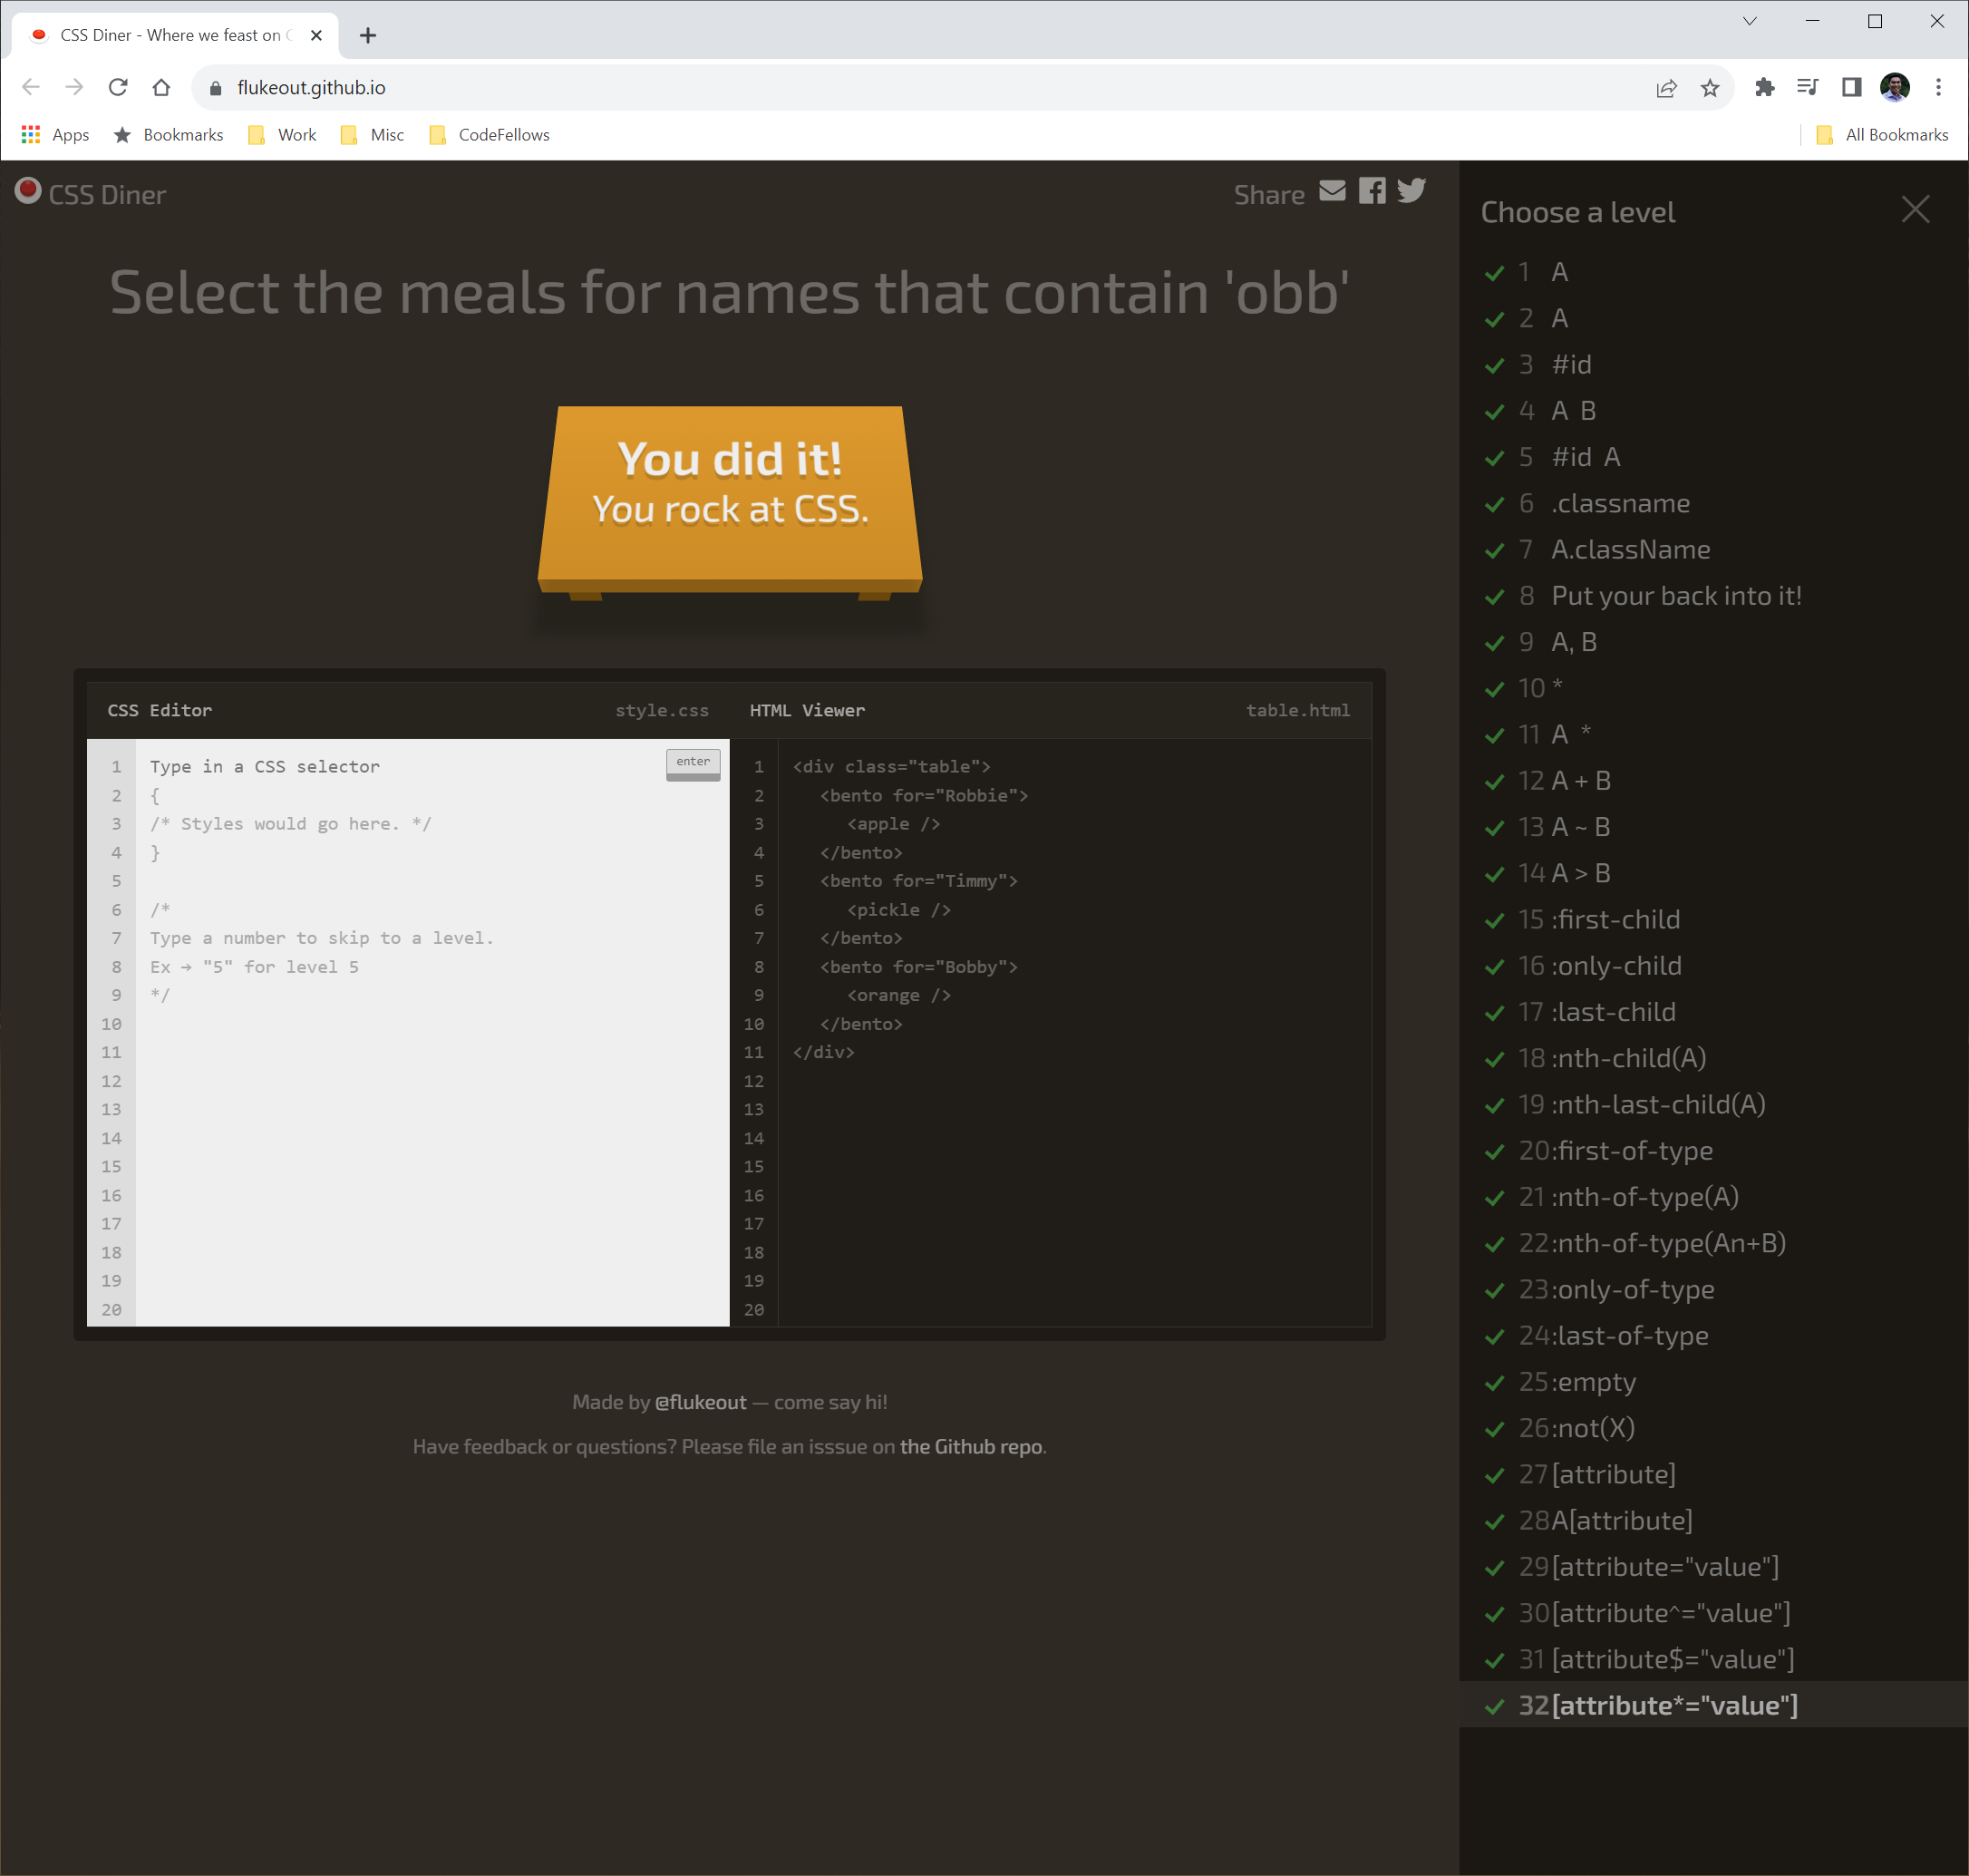 CSS Diner - Where we feast on
flukeout.github.io
Apps Bookmarks Work Misc CodeFellows All Bookmarks
CSS Diner Share
Select the meals for names that contain 'obb'
You did it!
You rock at CSS.
CSS Editor style.css
1 Type in a CSS selector
enter
2 {
3 /* Styles would go here. */
4 }
5
6 /*
7 Type a number to skip to a level.
8 Ex → "5" for level 5
9 */
10
11
12
13
14
15
16
17
18
19
20
HTML Viewer table.html
1 <div class="table">
2 <bento for="Robbie">
3 <apple />
4 </bento>
5 <bento for="Timmy">
6 <pickle />
7 </bento>
8 <bento for="Bobby">
9 <orange />
10 </bento>
11 </div>
12
13
14
15
16
17
18
19
20
Made by @flukeout — come say hi!
Have feedback or questions? Please file an isssue on the Github repo.
Choose a level
1 A
2 A
3 #id
4 A B
5 #id A
6 .classname
7 A.className
8 Put your back into it!
9 A, B
10 *
11 A *
12 A + B
13 A ~ B
14 A > B
15 :first-child
16 :only-child
17 :last-child
18 :nth-child(A)
19 :nth-last-child(A)
20 :first-of-type
21 :nth-of-type(A)
22 :nth-of-type(An+B)
23 :only-of-type
24 :last-of-type
25 :empty
26 :not(X)
27 [attribute]
28 A[attribute]
29 [attribute="value"]
30 [attribute^="value"]
31 [attribute$="value"]
32 [attribute*="value"]